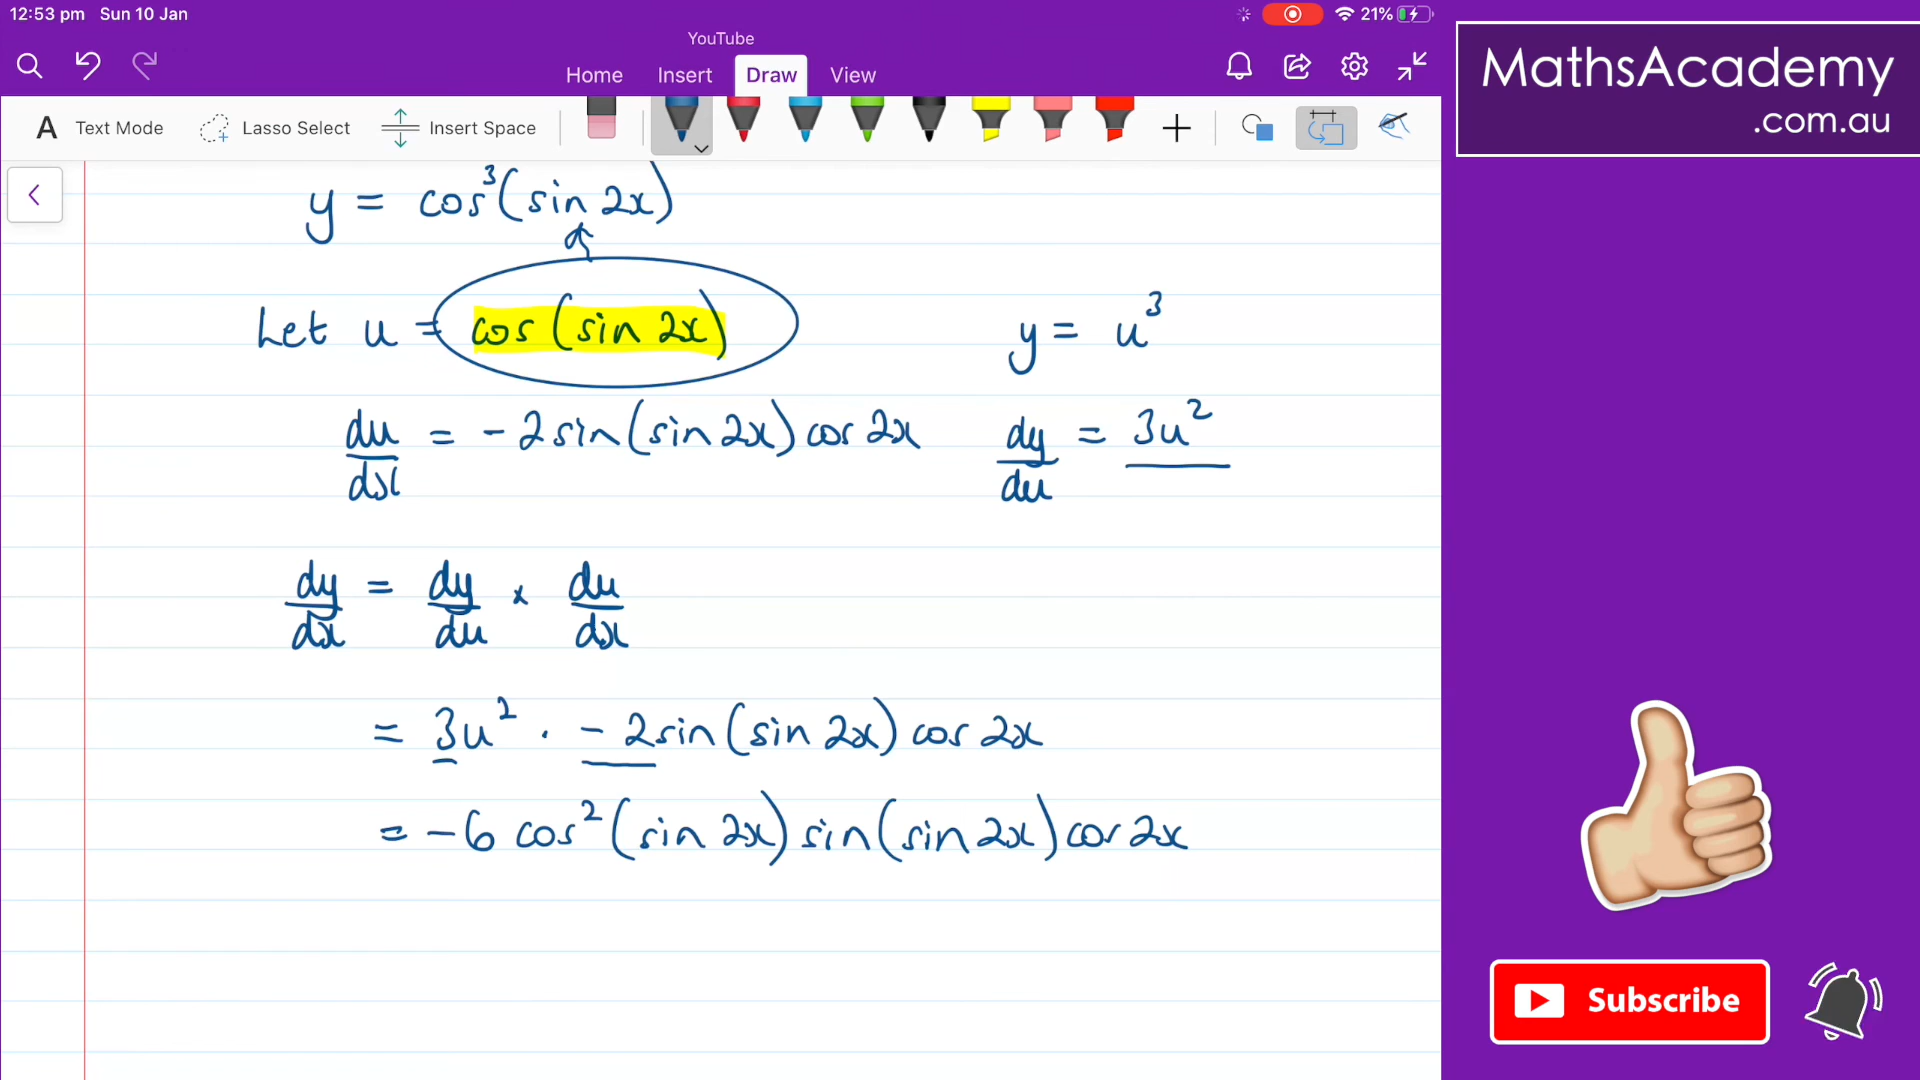 12:53 pm Sun 10 Jan
21%
YouTube
Home Insert Draw View
MathsAcademy
.com.au
A Text Mode Lasso Select Insert Space
y = cos³(sin 2x)
Let u = cos(sin 2x)
y = u³
du/dx = -2sin(sin 2x)cos 2x
dy/du = 3u²
dy/dx = dy/du × du/dx
= 3u² · -2sin(sin 2x) cos 2x
= -6 cos²(sin 2x) sin(sin 2x) cos 2x
Subscribe